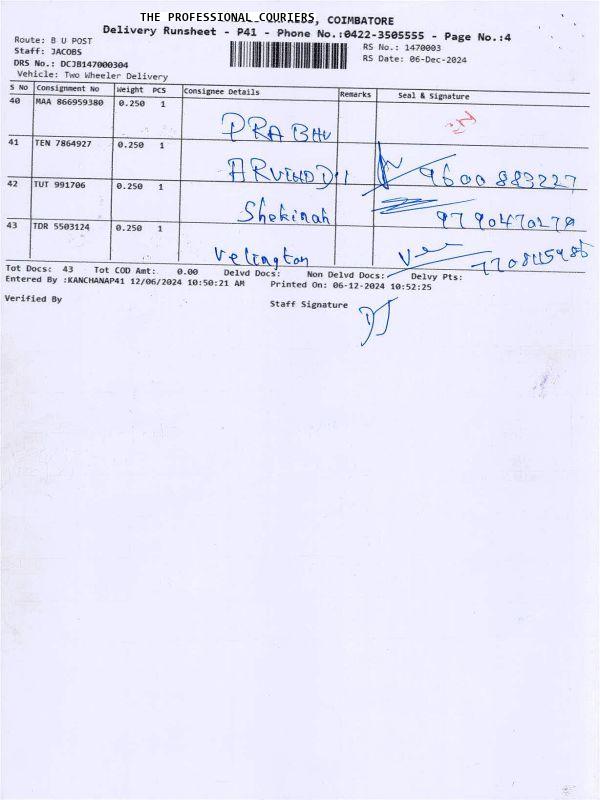 THE PROFESSIONAL COURIERS, COIMBATORE
Delivery Runsheet - P41 - Phone No.:0422-3505555 - Page No.:4
Route: B U POST
RS No.: 1470003
Staff: JACOBS
RS Date: 06-Dec-2024
DRS No.: DCJB147000304
Vehicle: Two Wheeler Delivery
S No Consignment No Weight PCS Consignee Details Remarks Seal & Signature
40 MAA 866959380 0.250 1
PRABHU
41 TEN 7864927 0.250 1
ARVIND 9600883227
42 TUT 991706 0.250 1
Shekinah 9790470279
43 TDR 5503124 0.250 1
Velington
Tot Docs: 43 Tot COD Amt: 0.00 Delvd Docs: Non Delvd Docs: Delvy Pts:
Entered By :KANCHANAP41 12/06/2024 10:50:21 AM Printed On: 06-12-2024 10:52:25
Verified By
Staff Signature